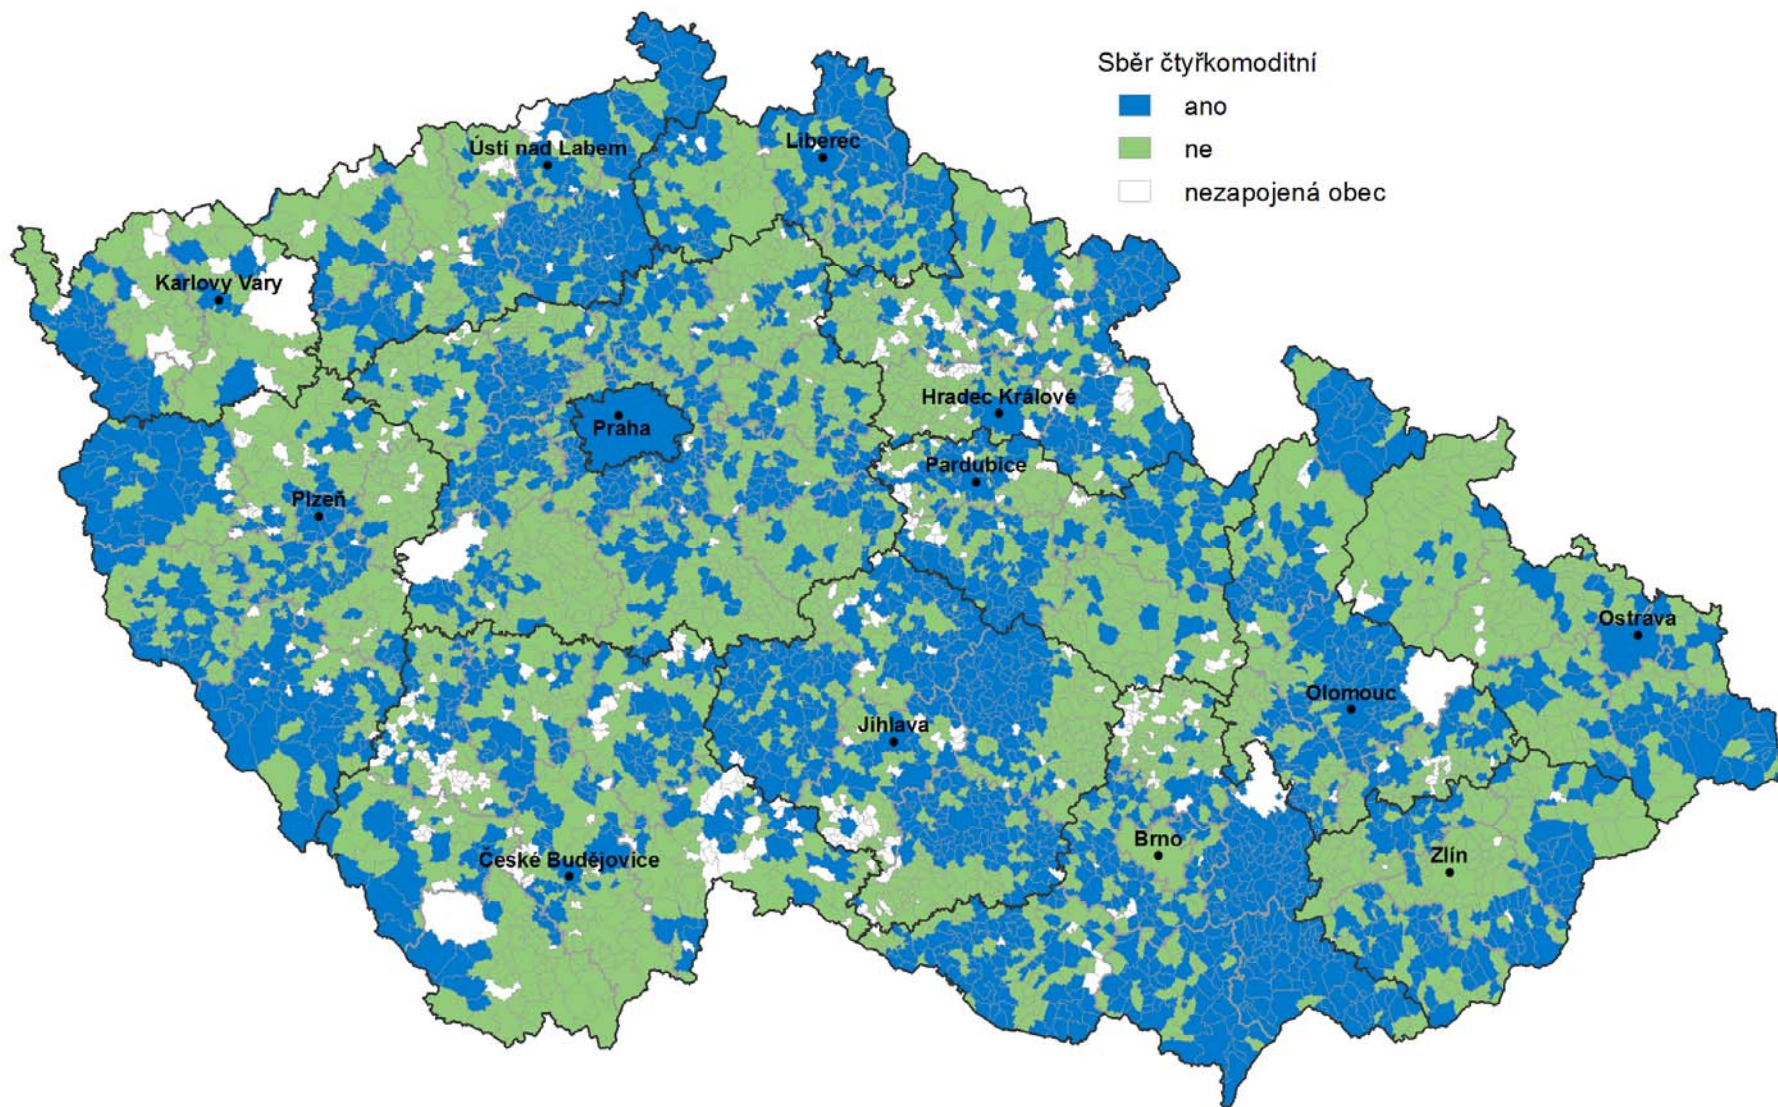 Sběr čtyřkomoditní
ano
ne
nezapojená obec
Ústí nad Labem
Liberec
Karlovy Vary
Hradec Králové
Praha
Pardubice
Plzeň
Ostrava
Olomouc
Jihlava
Brno
České Budějovice
Zlín